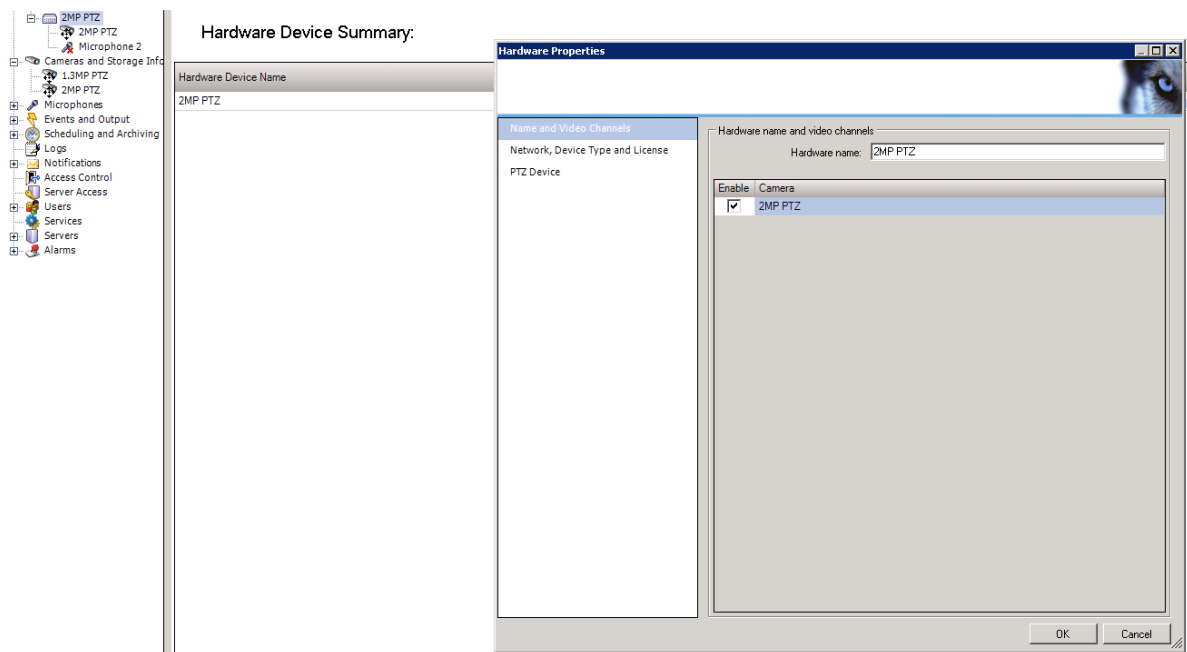 2MP PTZ
2MP PTZ
Microphone 2
Cameras and Storage Info
1.3MP PTZ
2MP PTZ
Microphones
Events and Output
Scheduling and Archiving
Logs
Notifications
Access Control
Server Access
Users
Services
Servers
Alarms
Hardware Device Summary:
Hardware Device Name
2MP PTZ
Hardware Properties
Name and Video Channels
Network, Device Type and License
PTZ Device
Hardware name and video channels
Hardware name: 2MP PTZ
Enable Camera
2MP PTZ
OK Cancel